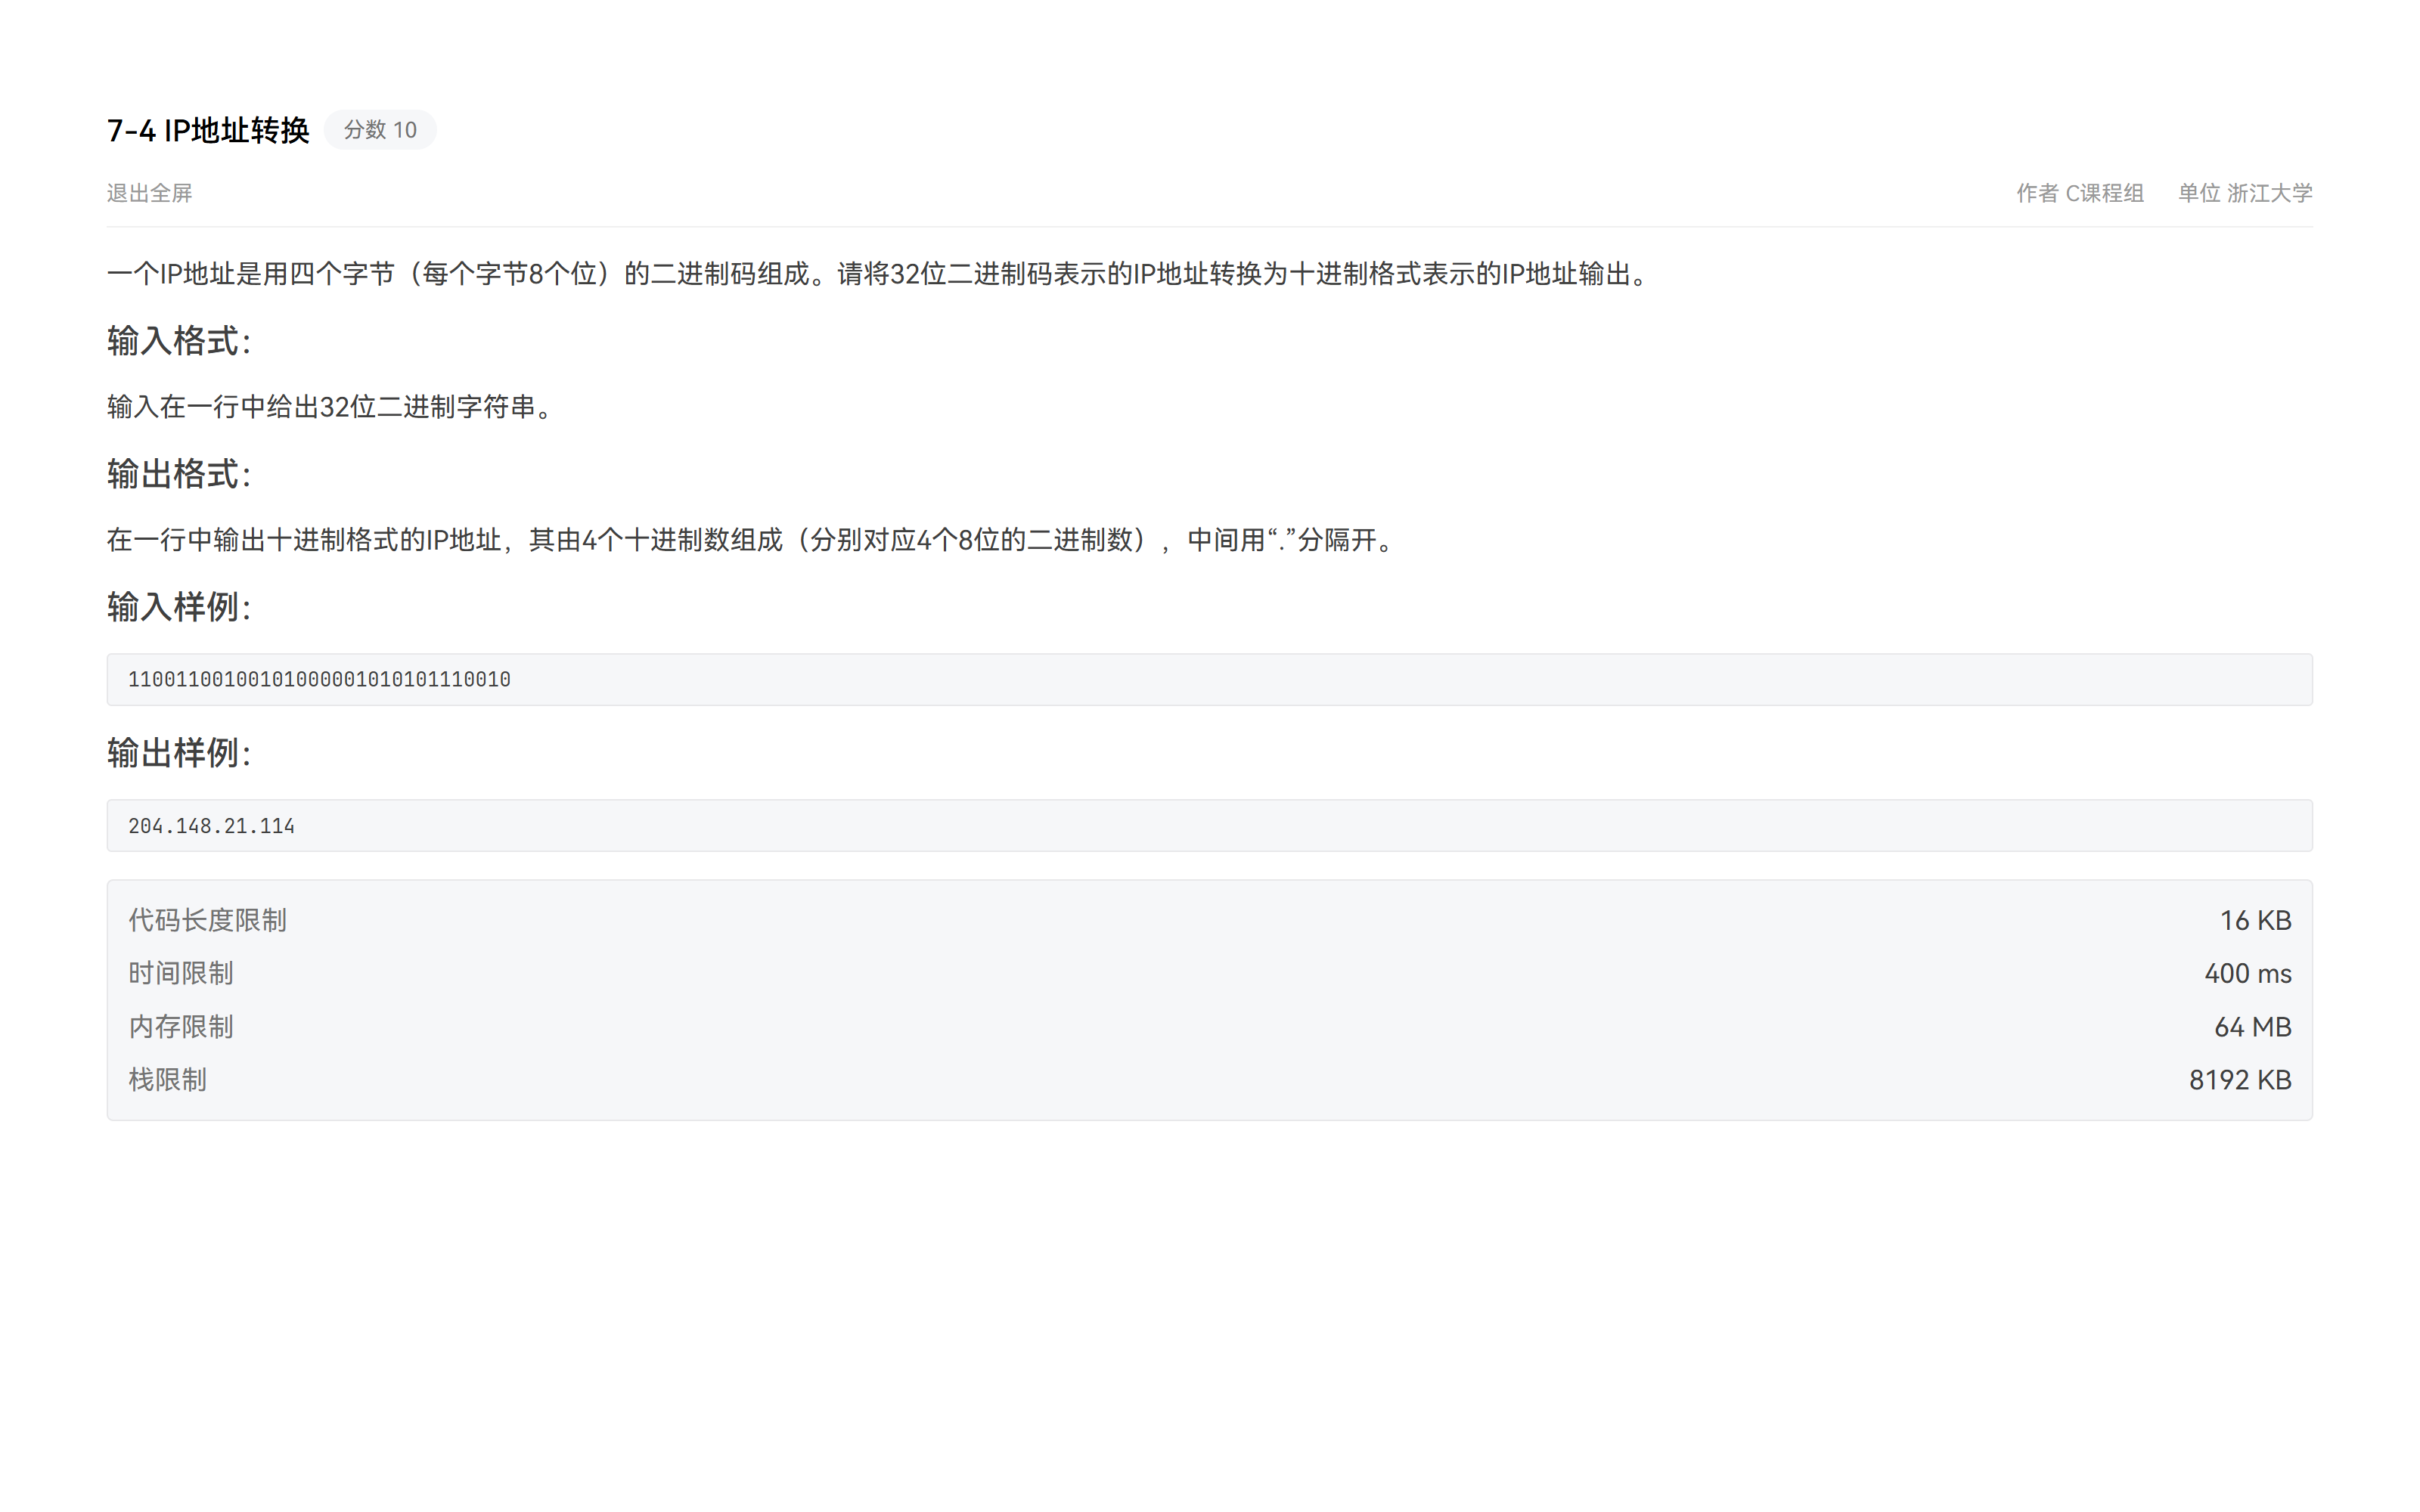 7-4 IP地址转换 分数 10
退出全屏 作者 C课程组 单位 浙江大学
一个IP地址是用四个字节（每个字节8个位）的二进制码组成。请将32位二进制码表示的IP地址转换为十进制格式表示的IP地址输出。
输入格式：
输入在一行中给出32位二进制字符串。
输出格式：
在一行中输出十进制格式的IP地址，其由4个十进制数组成（分别对应4个8位的二进制数），中间用“.”分隔开。
输入样例：
11001100100101000001010101110010
输出样例：
204.148.21.114
代码长度限制 16 KB
时间限制 400 ms
内存限制 64 MB
栈限制 8192 KB